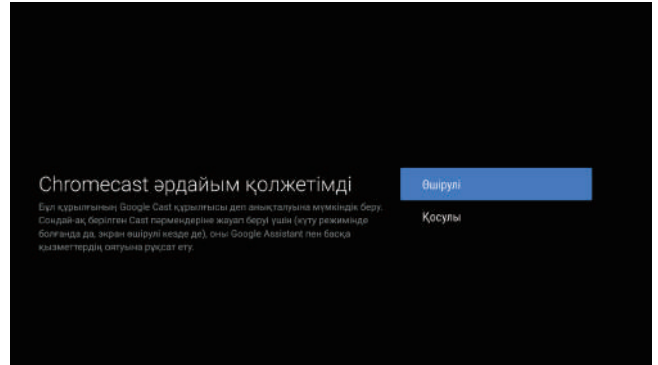 Chromecast әрдайым қолжетімді
Бұл құрылғының Google Cast құрылғысы деп анықталуына мүмкіндік беру.
Сондай-ақ берілген Cast пәрмендеріне жауап беруі үшін (күту режимінде
болғанда да, экран өшірулі кезде де), оны Google Assistant пен басқа
қызметтердің оятуына рұқсат ету.
Өшірулі
Қосулы